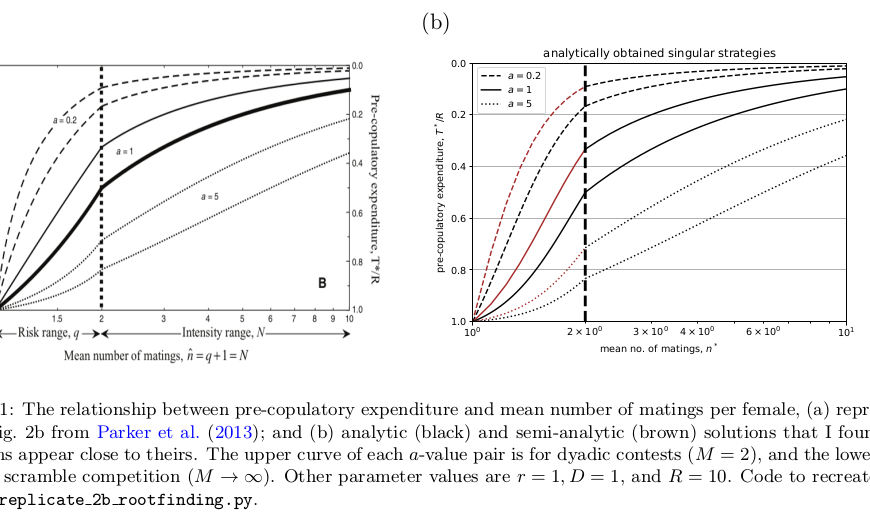 (b)
0.0
0.2
0.4
0.6
0.8
1.0
Pre-copulatory expenditure, T*/R
a = 0.2
a = 1
a = 5
B
1.5
2
3
4
5
6
7
8
9
10
Risk range, q
Intensity range, N
Mean number of matings, n̂ = q + 1 = N
analytically obtained singular strategies
0.0
0.2
0.4
0.6
0.8
1.0
pre-copulatory expenditure, T*/R
a = 0.2
a = 1
a = 5
10⁰
2 × 10⁰
3 × 10⁰
4 × 10⁰
6 × 10⁰
10¹
mean no. of matings, n*
1: The relationship between pre-copulatory expenditure and mean number of matings per female, (a) repr
ig. 2b from Parker et al. (2013); and (b) analytic (black) and semi-analytic (brown) solutions that I foun
ns appear close to theirs. The upper curve of each a-value pair is for dyadic contests (M = 2), and the lowe
scramble competition (M → ∞). Other parameter values are r = 1, D = 1, and R = 10. Code to recreat
replicate_2b_rootfinding.py.